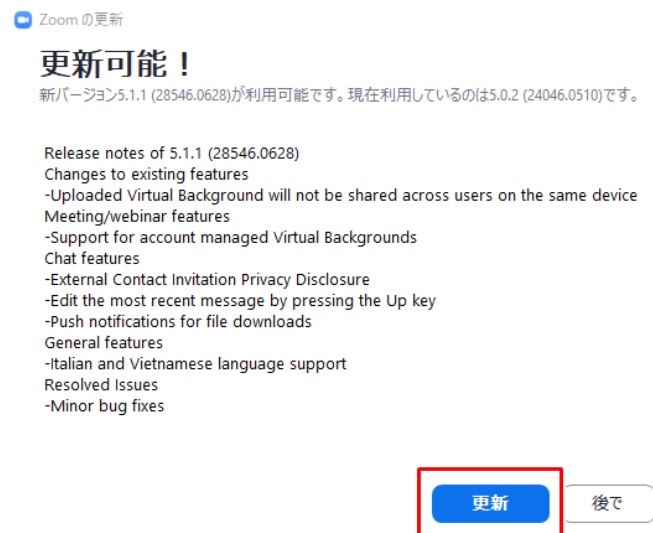 Zoom の更新
更新可能！
新バージョン5.1.1 (28546.0628)が利用可能です。現在利用しているのは5.0.2 (24046.0510)です。
Release notes of 5.1.1 (28546.0628)
Changes to existing features
-Uploaded Virtual Background will not be shared across users on the same device
Meeting/webinar features
-Support for account managed Virtual Backgrounds
Chat features
-External Contact Invitation Privacy Disclosure
-Edit the most recent message by pressing the Up key
-Push notifications for file downloads
General features
-Italian and Vietnamese language support
Resolved Issues
-Minor bug fixes
更新 後で